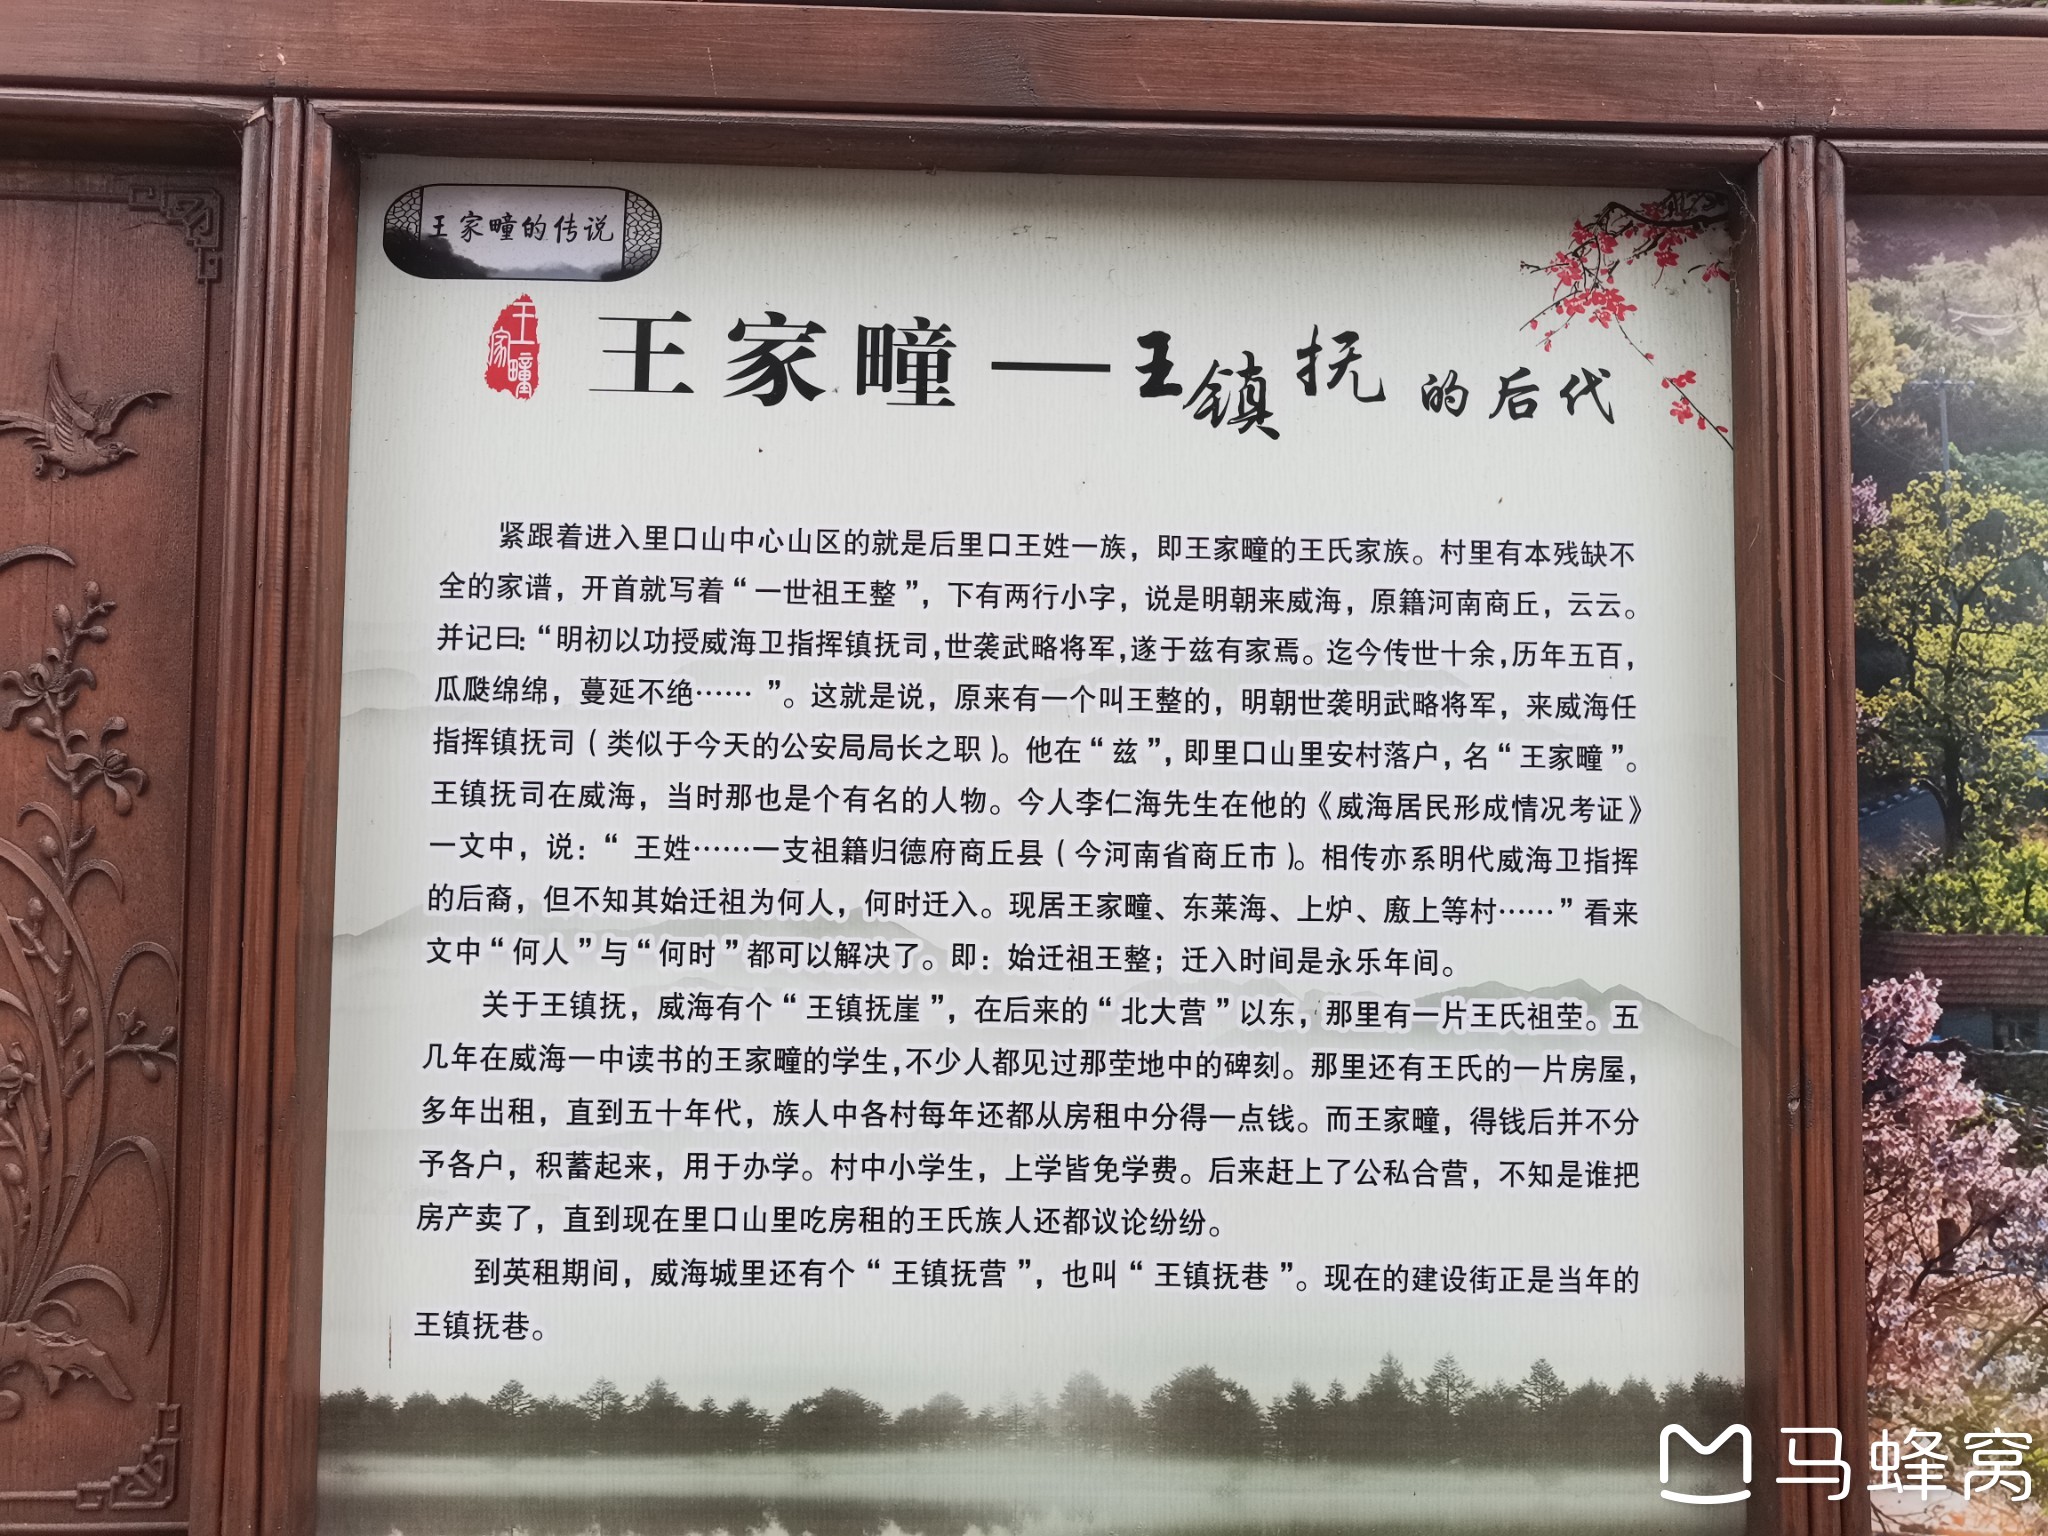 王家疃的传说
王家疃
王家疃——王镇抚的后代
紧跟着进入里口山中心山区的就是后里口王姓一族，即王家疃的王氏家族。村里有本残缺不
全的家谱，开首就写着“一世祖王整”，下有两行小字，说是明朝来威海，原籍河南商丘，云云。
并记曰：“明初以功授威海卫指挥镇抚司，世袭武略将军，遂于兹有家焉。迄今传世十余，历年五百，
瓜瓞绵绵，蔓延不绝…… ”。这就是说，原来有一个叫王整的，明朝世袭明武略将军，来威海任
指挥镇抚司（类似于今天的公安局局长之职）。他在“兹”，即里口山里安村落户，名“王家疃”。
王镇抚司在威海，当时那也是个有名的人物。今人李仁海先生在他的《威海居民形成情况考证》
一文中，说：“ 王姓……一支祖籍归德府商丘县（今河南省商丘市）。相传亦系明代威海卫指挥
的后裔，但不知其始迁祖为何人，何时迁入。现居王家疃、东莱海、上炉、廒上等村……”看来
文中“何人”与“何时”都可以解决了。即：始迁祖王整；迁入时间是永乐年间。
关于王镇抚，威海有个“王镇抚崖”，在后来的“北大营”以东，那里有一片王氏祖茔。五
几年在威海一中读书的王家疃的学生，不少人都见过那茔地中的碑刻。那里还有王氏的一片房屋，
多年出租，直到五十年代，族人中各村每年还都从房租中分得一点钱。而王家疃，得钱后并不分
予各户，积蓄起来，用于办学。村中小学生，上学皆免学费。后来赶上了公私合营，不知是谁把
房产卖了，直到现在里口山里吃房租的王氏族人还都议论纷纷。
到英租期间，威海城里还有个“王镇抚营”，也叫“王镇抚巷”。现在的建设街正是当年的
王镇抚巷。
马蜂窝